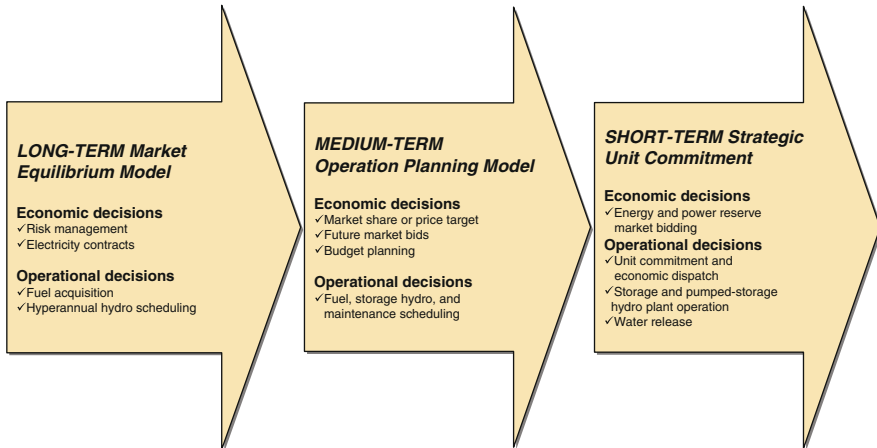 LONG-TERM Market
Equilibrium Model
Economic decisions
✓Risk management
✓Electricity contracts
Operational decisions
✓Fuel acquisition
✓Hyperannual hydro scheduling
MEDIUM-TERM
Operation Planning Model
Economic decisions
✓Market share or price target
✓Future market bids
✓Budget planning
Operational decisions
✓Fuel, storage hydro, and
maintenance scheduling
SHORT-TERM Strategic
Unit Commitment
Economic decisions
✓Energy and power reserve
market bidding
Operational decisions
✓Unit commitment and
economic dispatch
✓Storage and pumped-storage
hydro plant operation
✓Water release